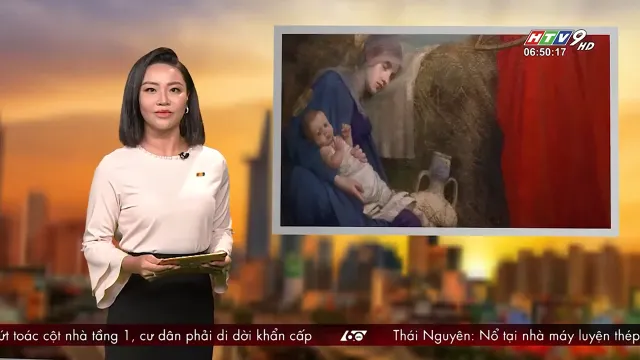 HTV9 HD
06:50:17
ứt toác cột nhà tầng 1, cư dân phải di dời khẩn cấp 60 Thái Nguyên: Nổ tại nhà máy luyện thép